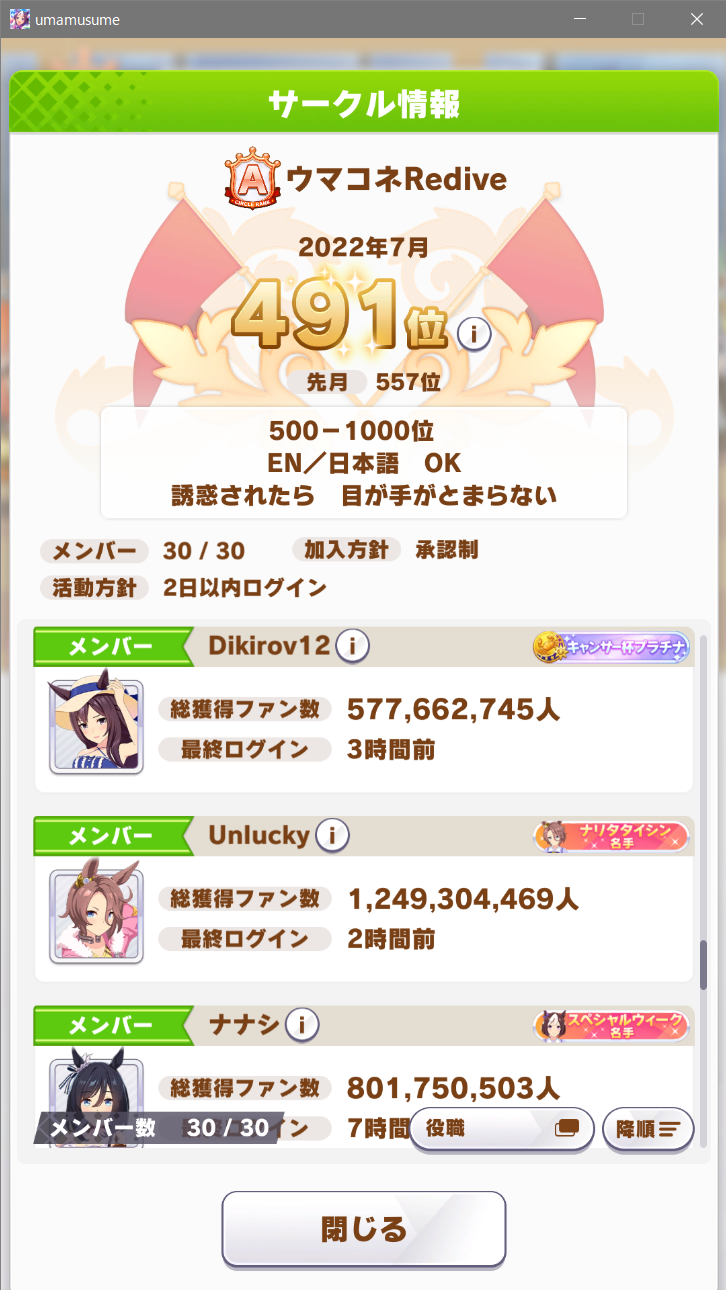 umamusume
サークル情報
A
CIRCLE RANK
ウマコネRedive
2022年7月
491位 i
先月 557位
500－1000位
EN／日本語　OK
誘惑されたら　目が手がとまらない
メンバー 30 / 30 加入方針 承認制
活動方針 2日以内ログイン
メンバー Dikirov12 i キャンサー杯プラチナ
総獲得ファン数 577,662,745人
最終ログイン 3時間前
メンバー Unlucky i ナリタタイシン
名手
総獲得ファン数 1,249,304,469人
最終ログイン 2時間前
メンバー ナナシ i スペシャルウィーク
名手
総獲得ファン数 801,750,503人
メンバー数 30 / 30 イン 7時間 役職 降順
閉じる